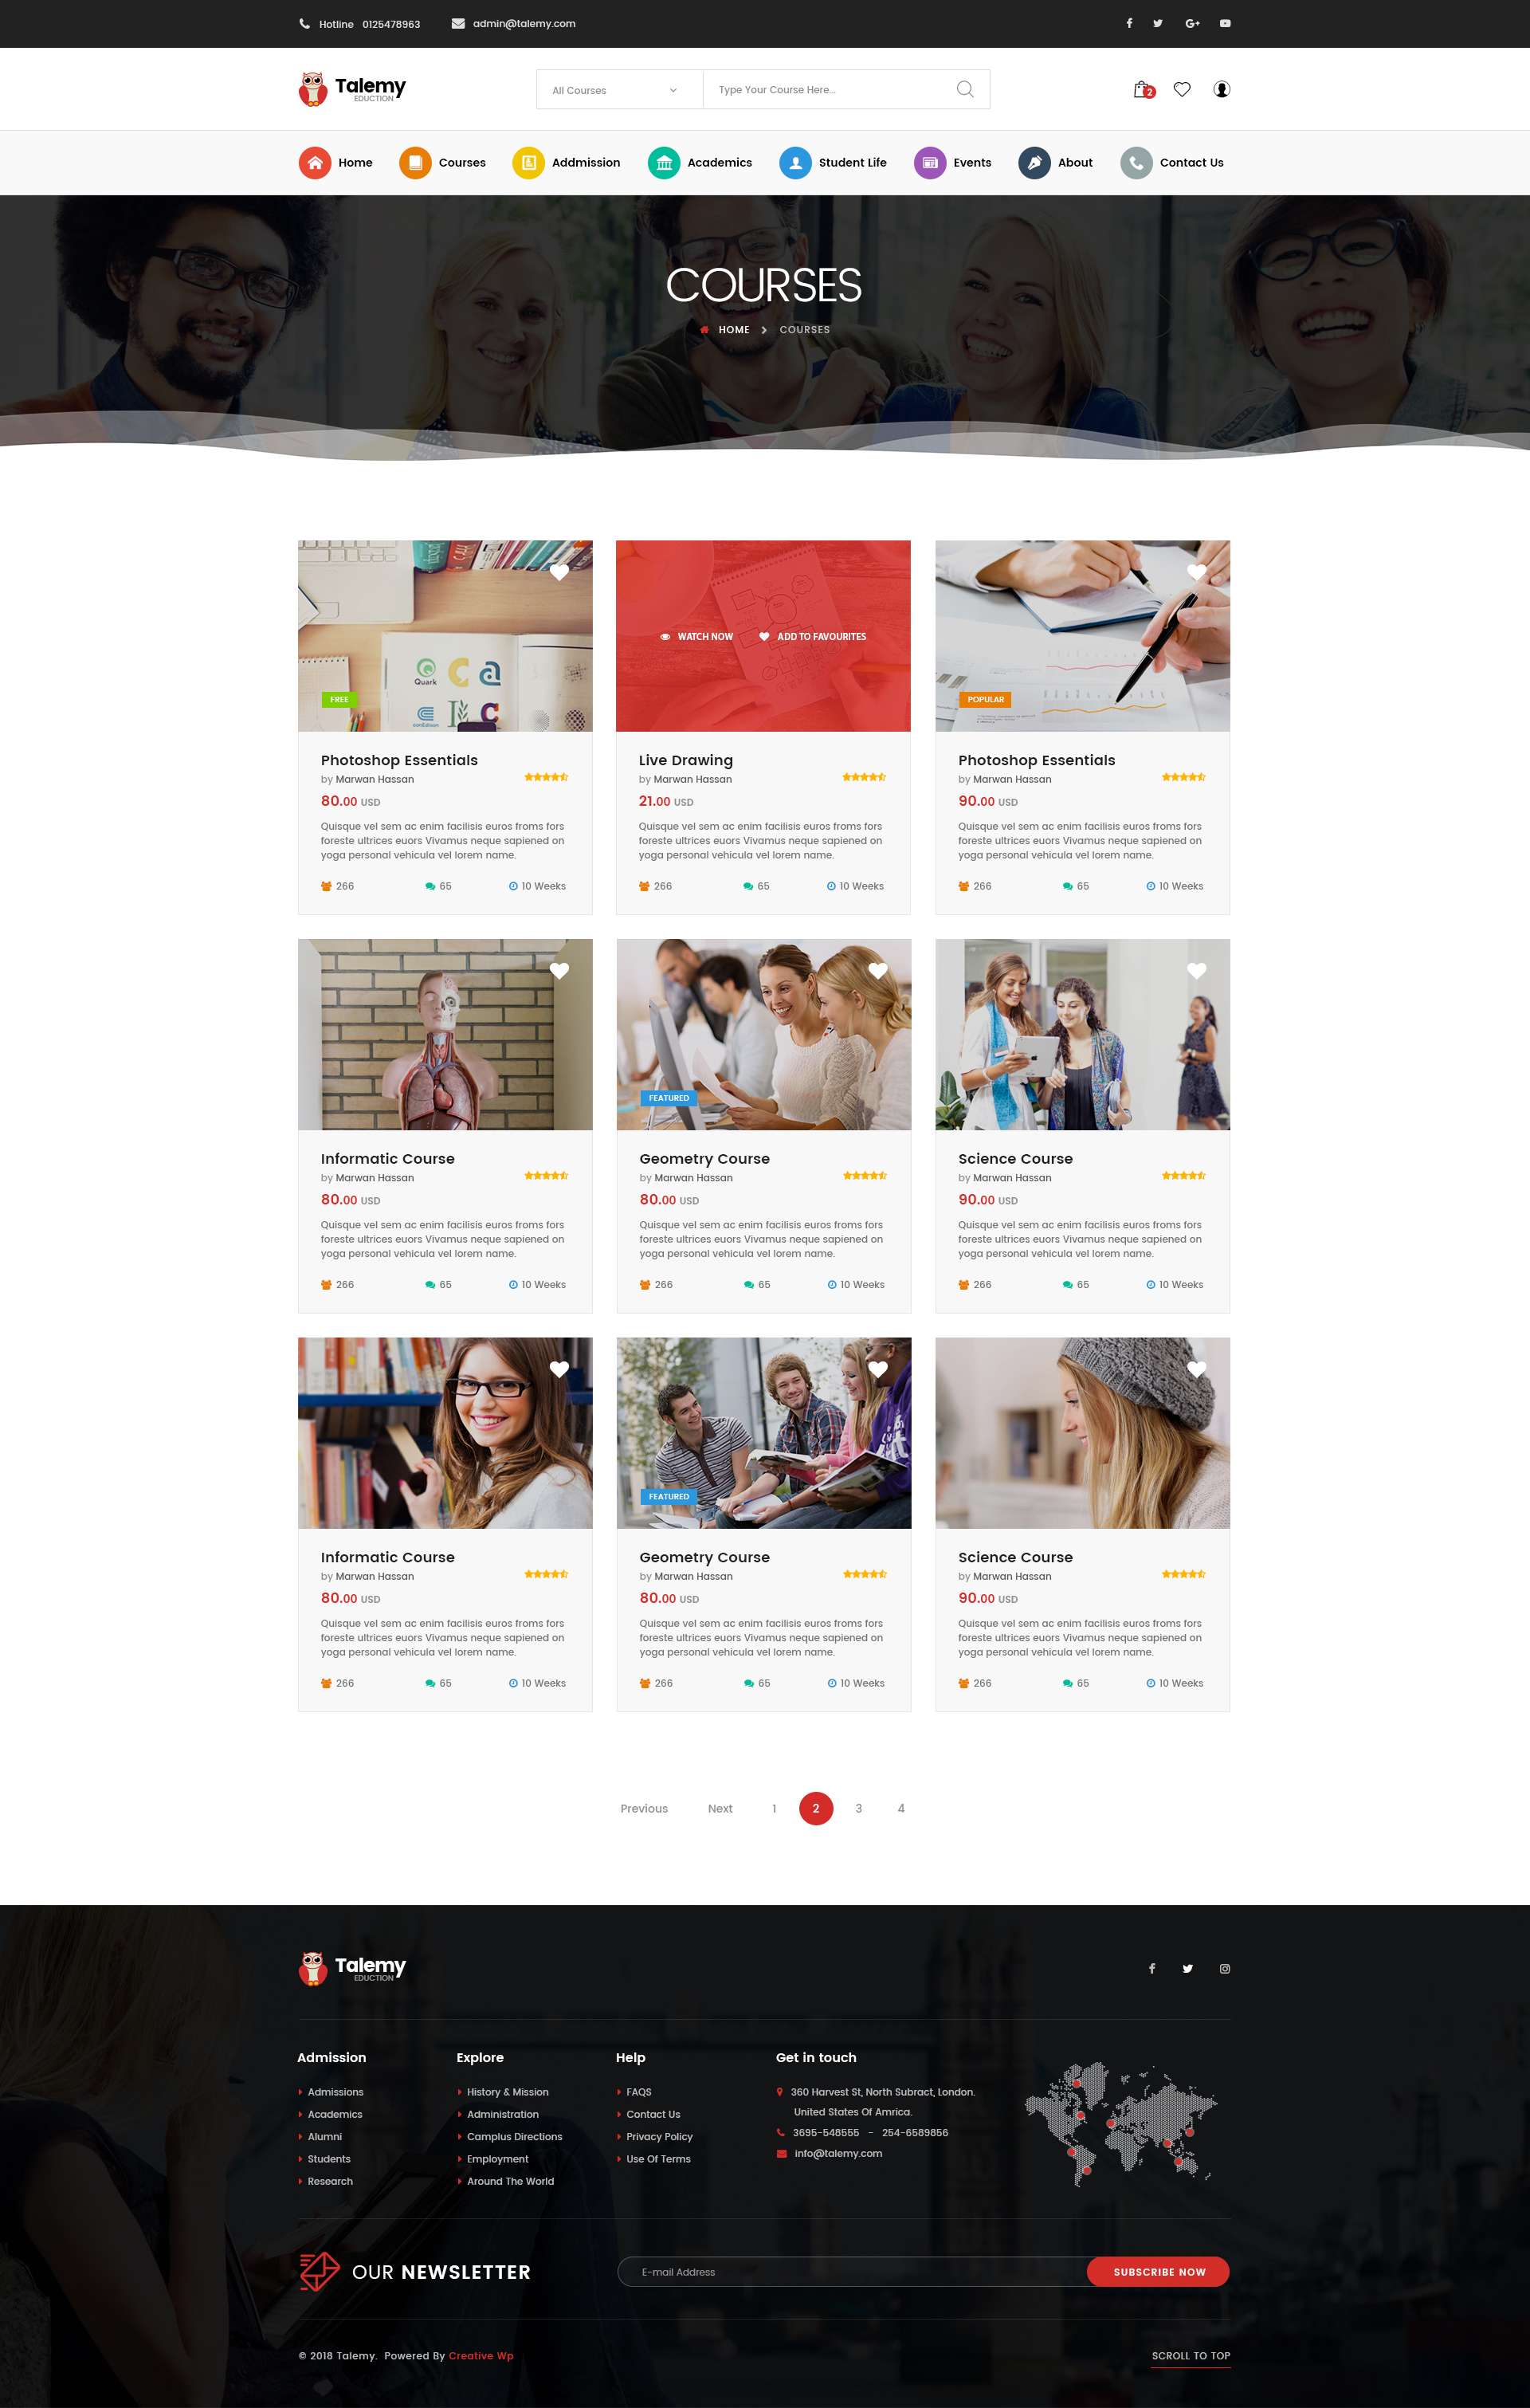 Hotline 0125478963 admin@talemy.com
Talemy
EDUCTION
All Courses Type Your Course Here...
2
Home Courses Addmission Academics Student Life Events About Contact Us
COURSES
HOME COURSES
Quark
conEdison
FREE
WATCH NOW ADD TO FAVOURITES
POPULAR
Photoshop Essentials
by Marwan Hassan
80.00 USD
Quisque vel sem ac enim facilisis euros froms fors
foreste ultrices euors Vivamus neque sapiened on
yoga personal vehicula vel lorem name.
266 65 10 Weeks
Live Drawing
by Marwan Hassan
21.00 USD
Quisque vel sem ac enim facilisis euros froms fors
foreste ultrices euors Vivamus neque sapiened on
yoga personal vehicula vel lorem name.
266 65 10 Weeks
Photoshop Essentials
by Marwan Hassan
90.00 USD
Quisque vel sem ac enim facilisis euros froms fors
foreste ultrices euors Vivamus neque sapiened on
yoga personal vehicula vel lorem name.
266 65 10 Weeks
Informatic Course
by Marwan Hassan
80.00 USD
Quisque vel sem ac enim facilisis euros froms fors
foreste ultrices euors Vivamus neque sapiened on
yoga personal vehicula vel lorem name.
266 65 10 Weeks
FEATURED
Geometry Course
by Marwan Hassan
80.00 USD
Quisque vel sem ac enim facilisis euros froms fors
foreste ultrices euors Vivamus neque sapiened on
yoga personal vehicula vel lorem name.
266 65 10 Weeks
Science Course
by Marwan Hassan
90.00 USD
Quisque vel sem ac enim facilisis euros froms fors
foreste ultrices euors Vivamus neque sapiened on
yoga personal vehicula vel lorem name.
266 65 10 Weeks
Informatic Course
by Marwan Hassan
80.00 USD
Quisque vel sem ac enim facilisis euros froms fors
foreste ultrices euors Vivamus neque sapiened on
yoga personal vehicula vel lorem name.
266 65 10 Weeks
FEATURED
Geometry Course
by Marwan Hassan
80.00 USD
Quisque vel sem ac enim facilisis euros froms fors
foreste ultrices euors Vivamus neque sapiened on
yoga personal vehicula vel lorem name.
266 65 10 Weeks
Science Course
by Marwan Hassan
90.00 USD
Quisque vel sem ac enim facilisis euros froms fors
foreste ultrices euors Vivamus neque sapiened on
yoga personal vehicula vel lorem name.
266 65 10 Weeks
Previous Next 1 2 3 4
Talemy
EDUCTION
Admission
Admissions
Academics
Alumni
Students
Research
Explore
History & Mission
Administration
Camplus Directions
Employment
Around The World
Help
FAQS
Contact Us
Privacy Policy
Use Of Terms
Get in touch
360 Harvest St, North Subract, London.
United States Of Amrica.
3695-548555 - 254-6589856
info@talemy.com
OUR NEWSLETTER
E-mail Address
SUBSCRIBE NOW
© 2018 Talemy. Powered By Creative Wp
SCROLL TO TOP